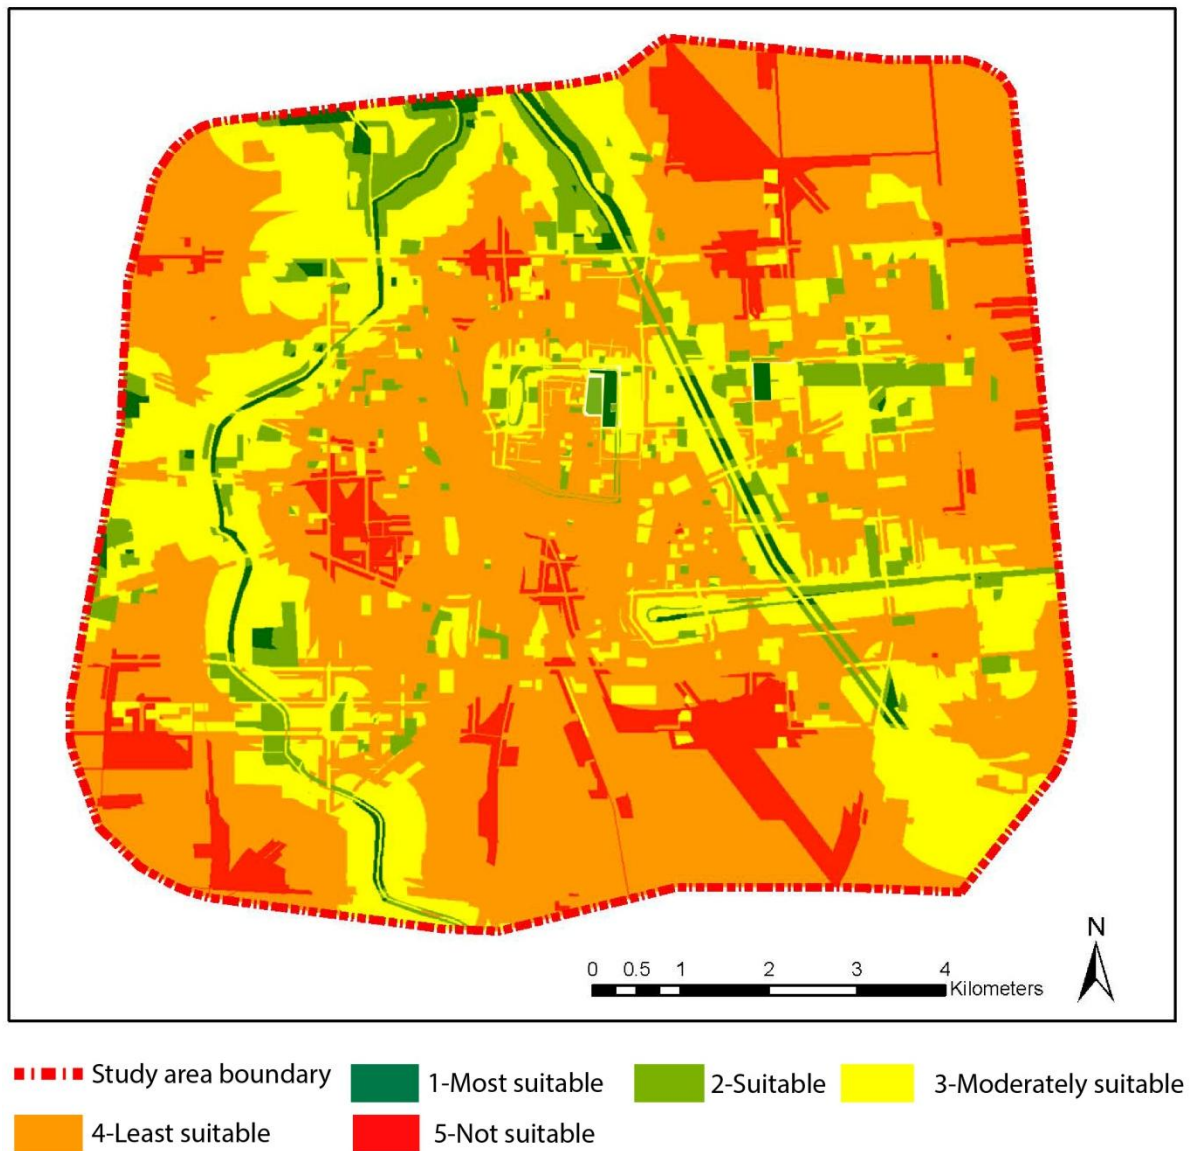 N
0 0.5 1 2 3 4
Kilometers
Study area boundary 1-Most suitable 2-Suitable 3-Moderately suitable
4-Least suitable 5-Not suitable